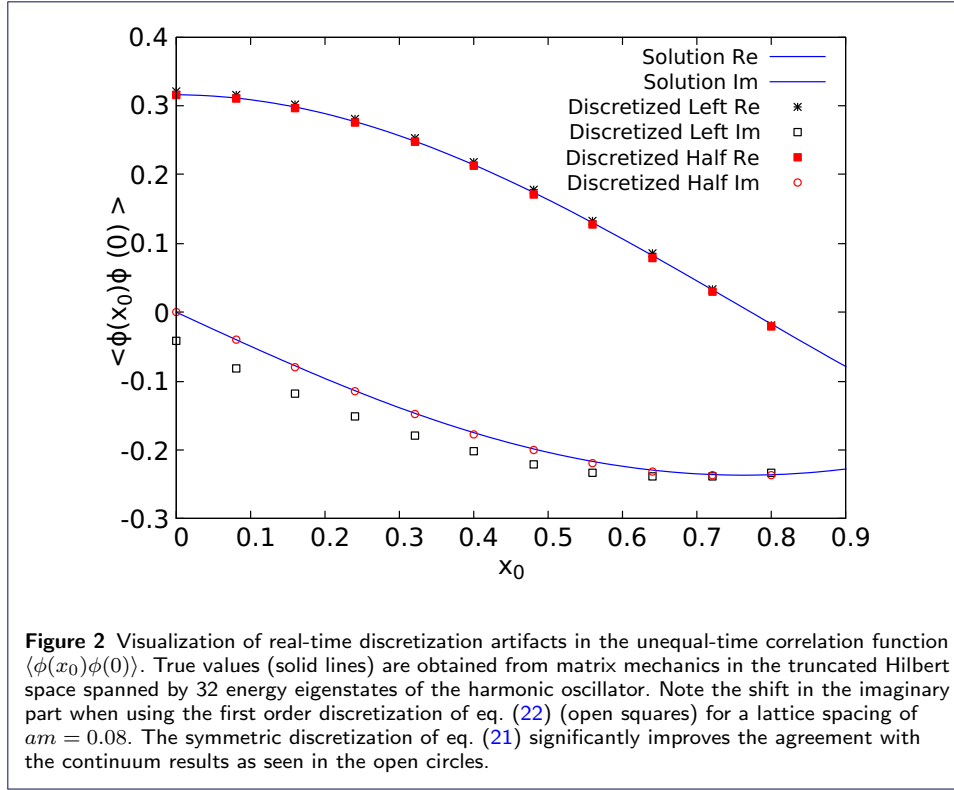 0.4
0.3
0.2
0.1
0
-0.1
-0.2
-0.3
<ϕ(x₀)ϕ (0) >
Solution Re
Solution Im
Discretized Left Re
Discretized Left Im
Discretized Half Re
Discretized Half Im
0 0.1 0.2 0.3 0.4 0.5 0.6 0.7 0.8 0.9
x₀
Figure 2 Visualization of real-time discretization artifacts in the unequal-time correlation function
⟨ϕ(x₀)ϕ(0)⟩. True values (solid lines) are obtained from matrix mechanics in the truncated Hilbert
space spanned by 32 energy eigenstates of the harmonic oscillator. Note the shift in the imaginary
part when using the first order discretization of eq. (22) (open squares) for a lattice spacing of
am = 0.08. The symmetric discretization of eq. (21) significantly improves the agreement with
the continuum results as seen in the open circles.